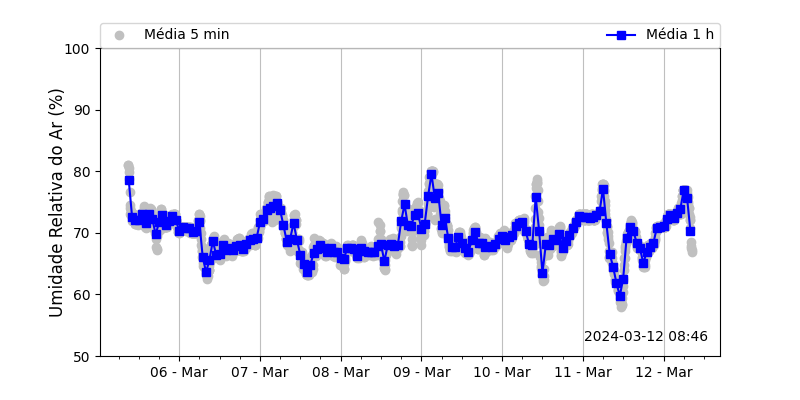 Média 5 min
Média 1 h
100
90
80
70
60
50
Umidade Relativa do Ar (%)
2024-03-12 08:46
06 - Mar
07 - Mar
08 - Mar
09 - Mar
10 - Mar
11 - Mar
12 - Mar